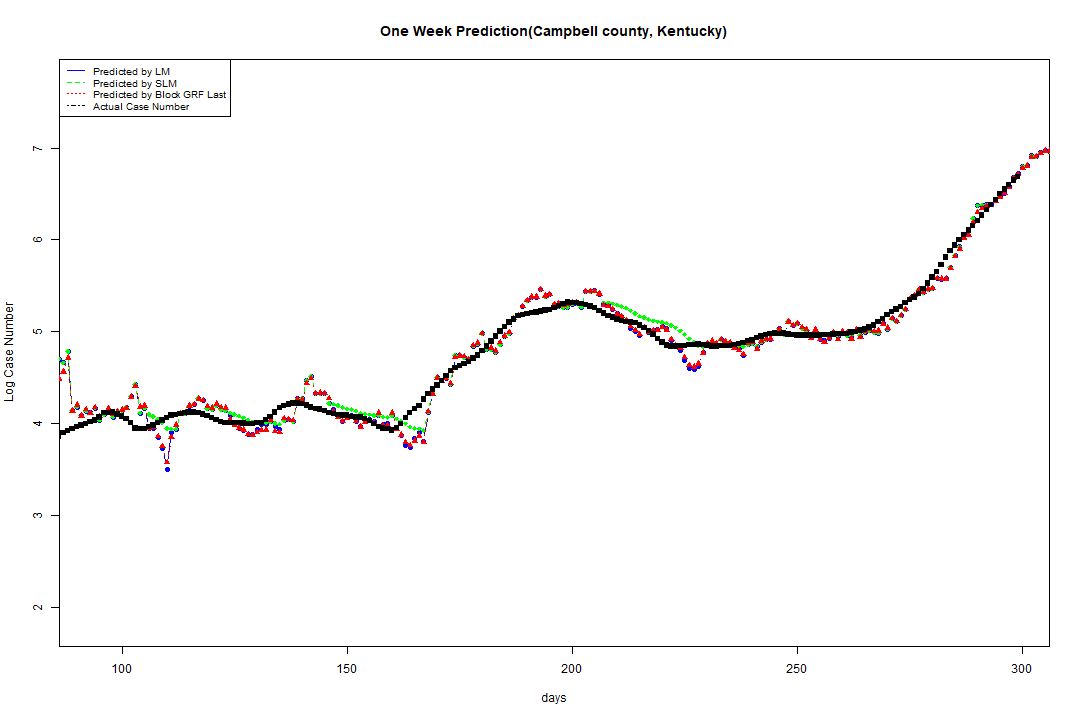 One Week Prediction(Campbell county, Kentucky)
Predicted by LM
Predicted by SLM
Predicted by Block GRF Last
Actual Case Number
Log Case Number
7
6
5
4
3
2
100 150 200 250 300
days